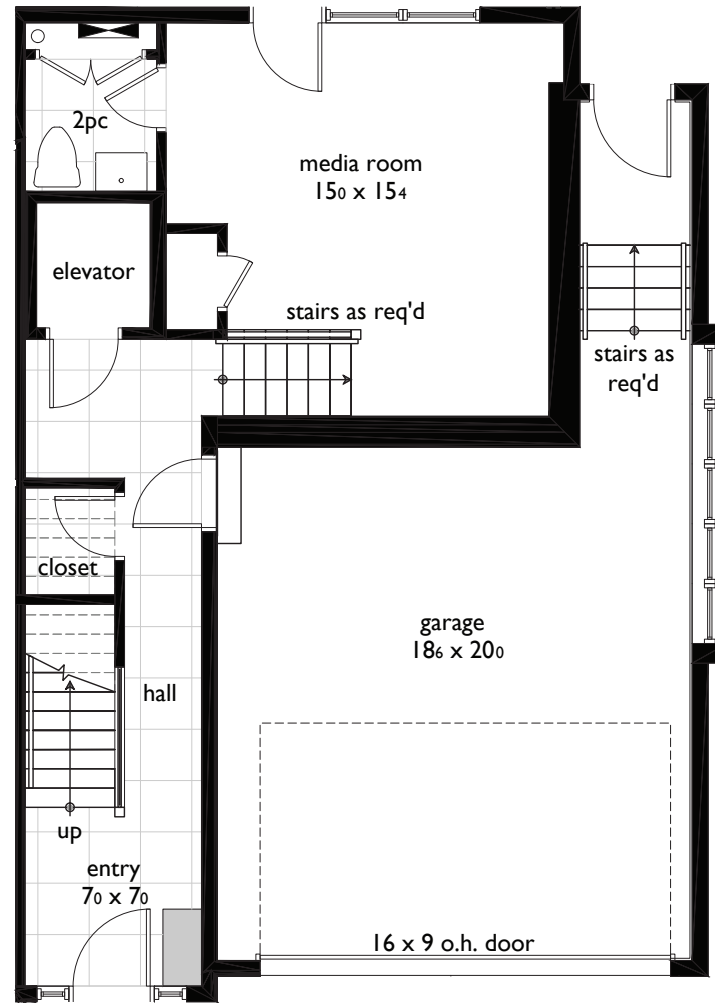 2pc
media room
15₀ x 15₄
elevator
stairs as req'd
stairs as
req'd
closet
garage
18₆ x 20₀
hall
up
entry
7₀ x 7₀
16 x 9 o.h. door